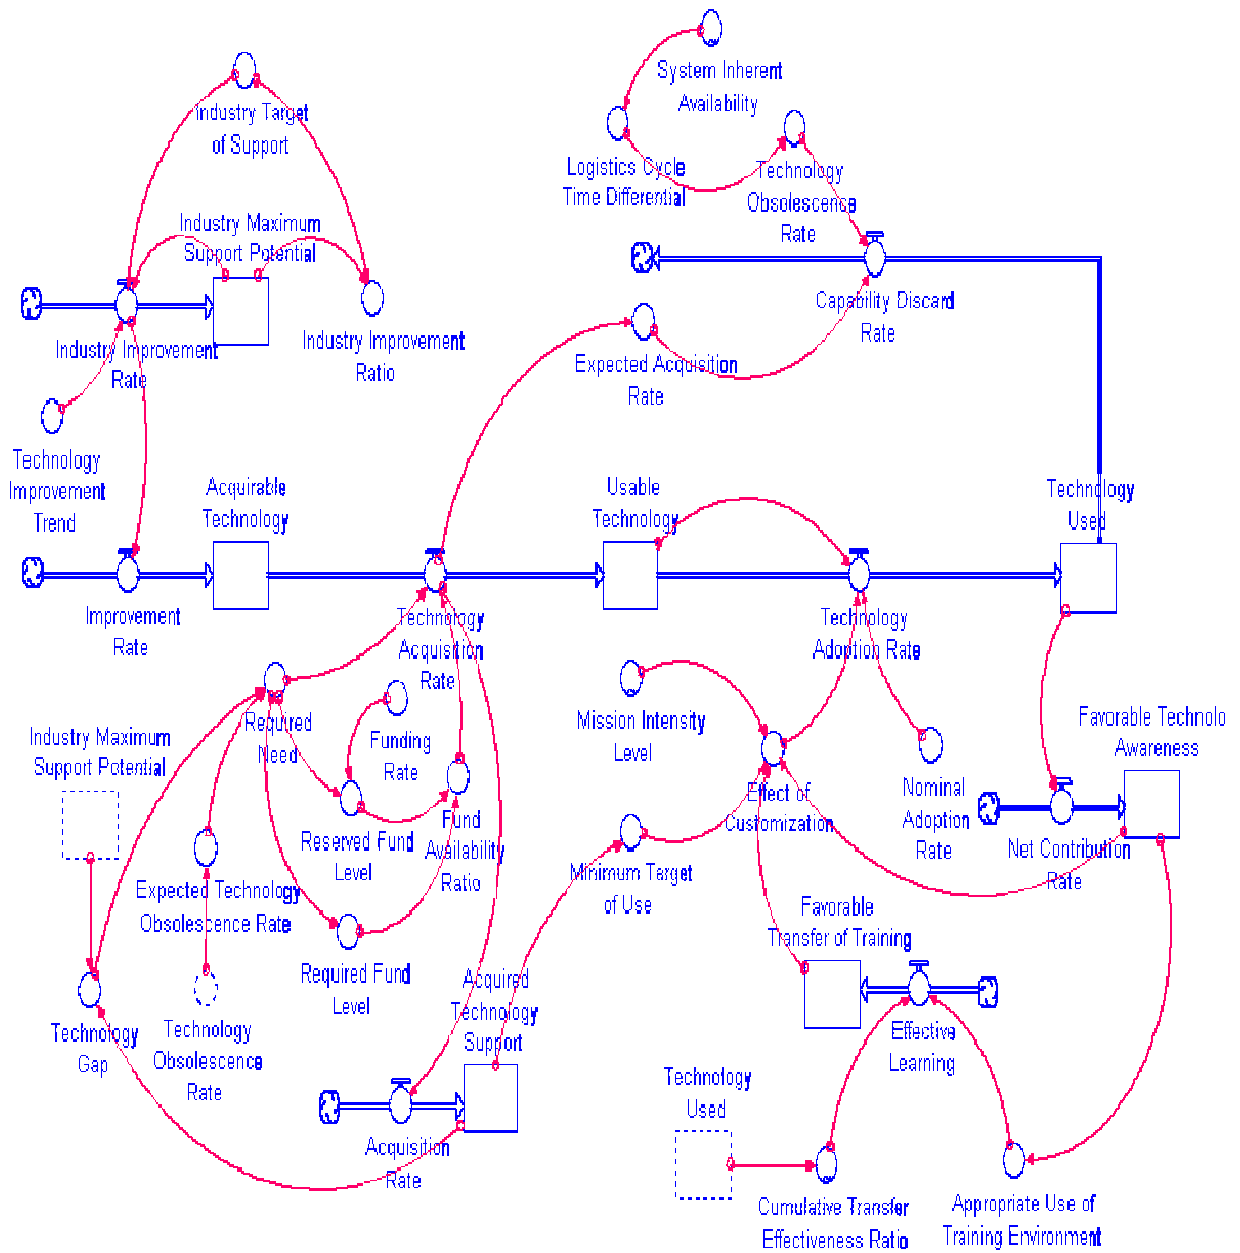 System Inherent
Availability
Industry Target
of Support
Logistics Cycle
Time Differential
Technology
Obsolescence
Rate
Industry Maximum
Support Potential
Capability Discard
Rate
Industry Improvement
Rate
Industry Improvement
Ratio
Expected Acquisition
Rate
Technology
Improvement
Trend
Acquirable
Technology
Usable
Technology
Technology
Used
Improvement
Rate
Technology
Acquisition
Rate
Technology
Adoption Rate
Required
Need
Funding
Rate
Mission Intensity
Level
Favorable Technolo
Awareness
Industry Maximum
Support Potential
Effect of
Customization
Nominal
Adoption
Rate
Reserved Fund
Level
Fund
Availability
Ratio
Net Contribution
Rate
Minimum Target
of Use
Expected Technology
Obsolescence Rate
Favorable
Transfer of Training
Required Fund
Level
Acquired
Technology
Support
Technology
Gap
Technology
Obsolescence
Rate
Effective
Learning
Technology
Used
Acquisition
Rate
Cumulative Transfer
Effectiveness Ratio
Appropriate Use of
Training Environment